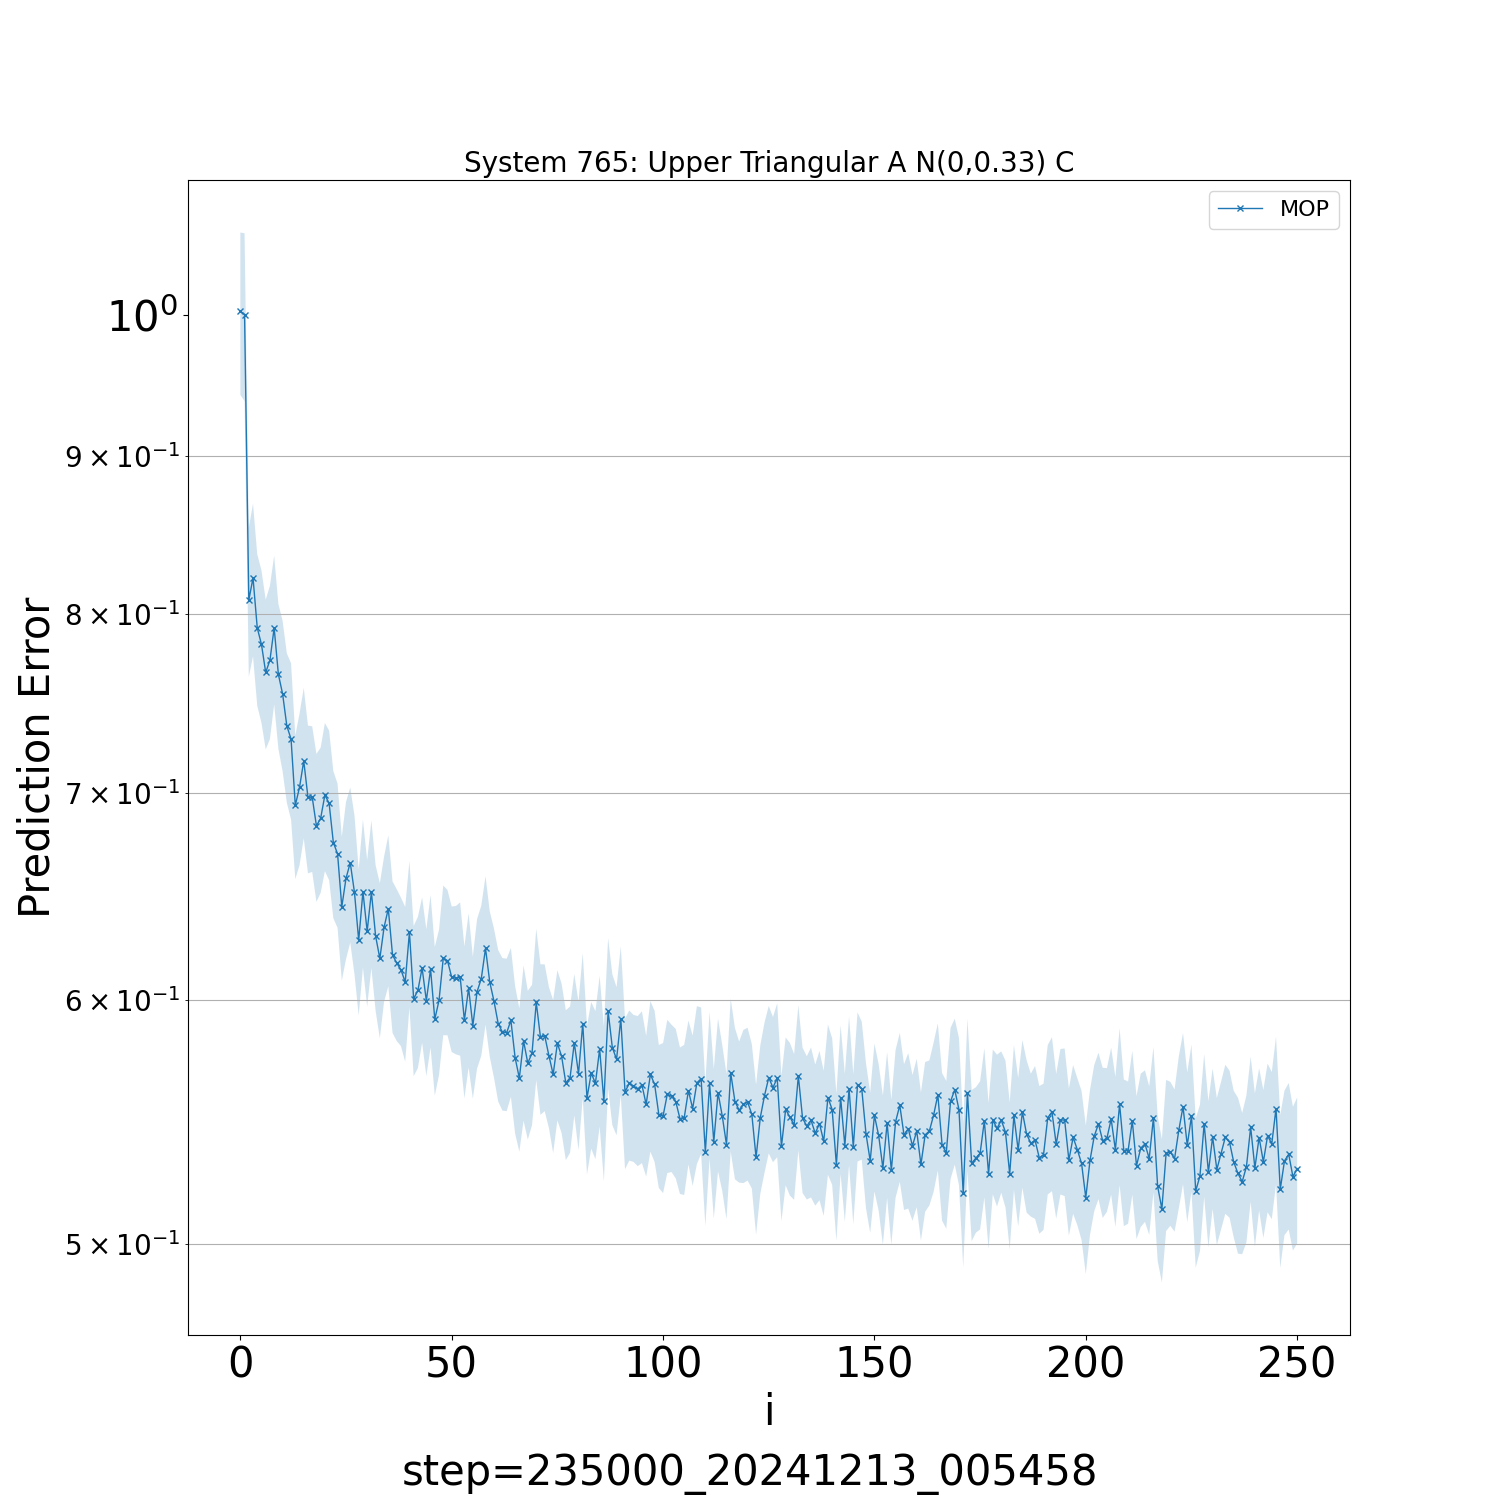 System 765: Upper Triangular A N(0,0.33) C
MOP
10⁰
9 × 10⁻¹
8 × 10⁻¹
7 × 10⁻¹
6 × 10⁻¹
5 × 10⁻¹
Prediction Error
0 50 100 150 200 250
i
step=235000_20241213_005458